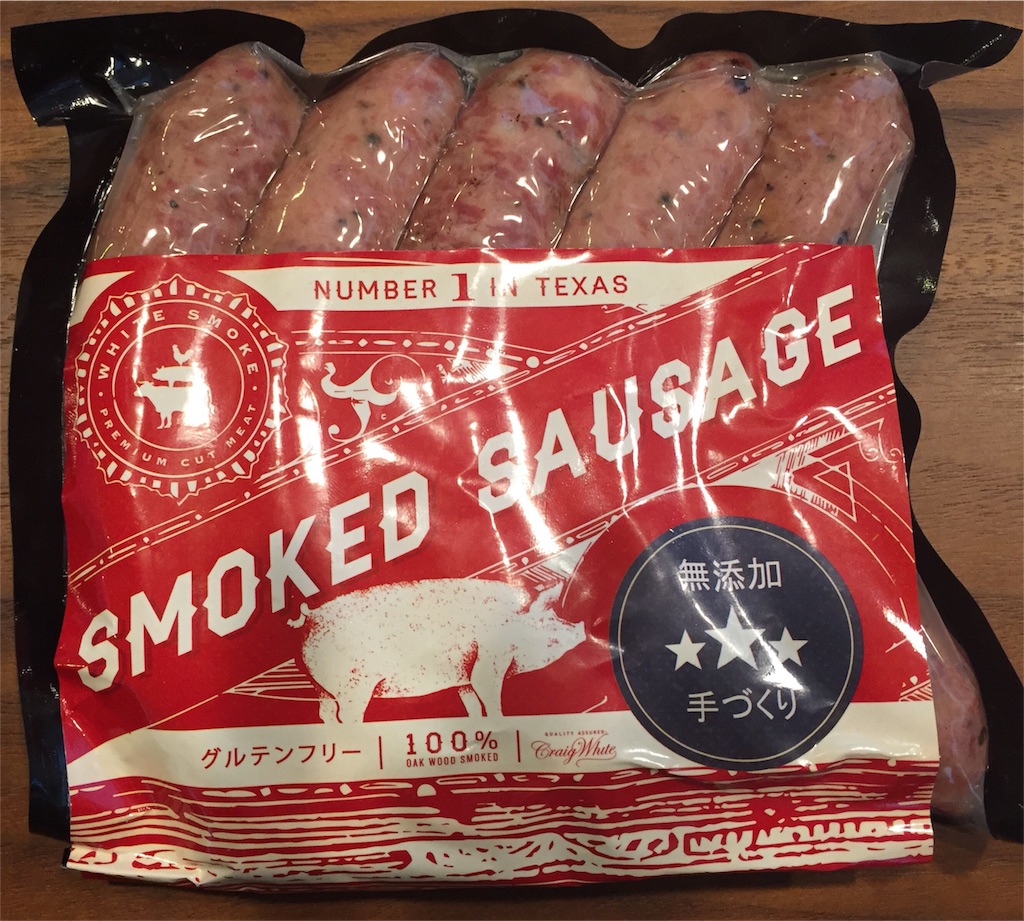 NUMBER 1 IN TEXAS
WHITE SMOKE
PREMIUM CUT MEAT
SMOKED SAUSAGE
無添加
手づくり
グルテンフリー
100%
OAK WOOD SMOKED
QUALITY ASSURED
Craig White